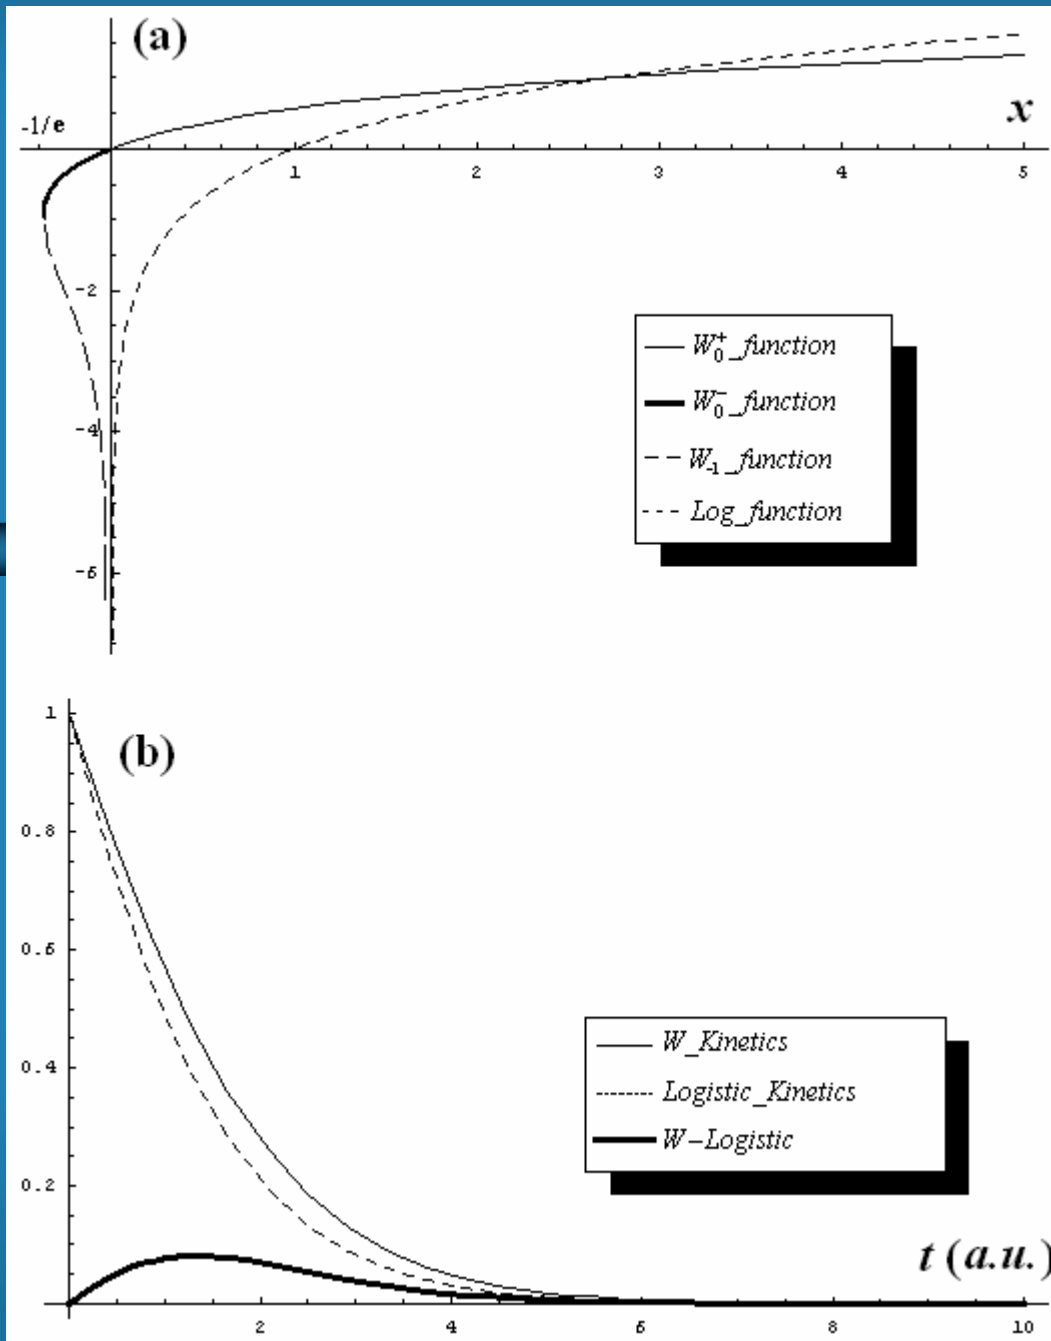 (a)
-1/e
x
1
2
3
4
5
-2
-4
-6
W₀⁺_function
W₀⁻_function
W₋₁_function
Log_function
1
(b)
0.8
0.6
0.4
0.2
W_Kinetics
Logistic_Kinetics
W–Logistic
t (a.u.)
2
4
6
8
10